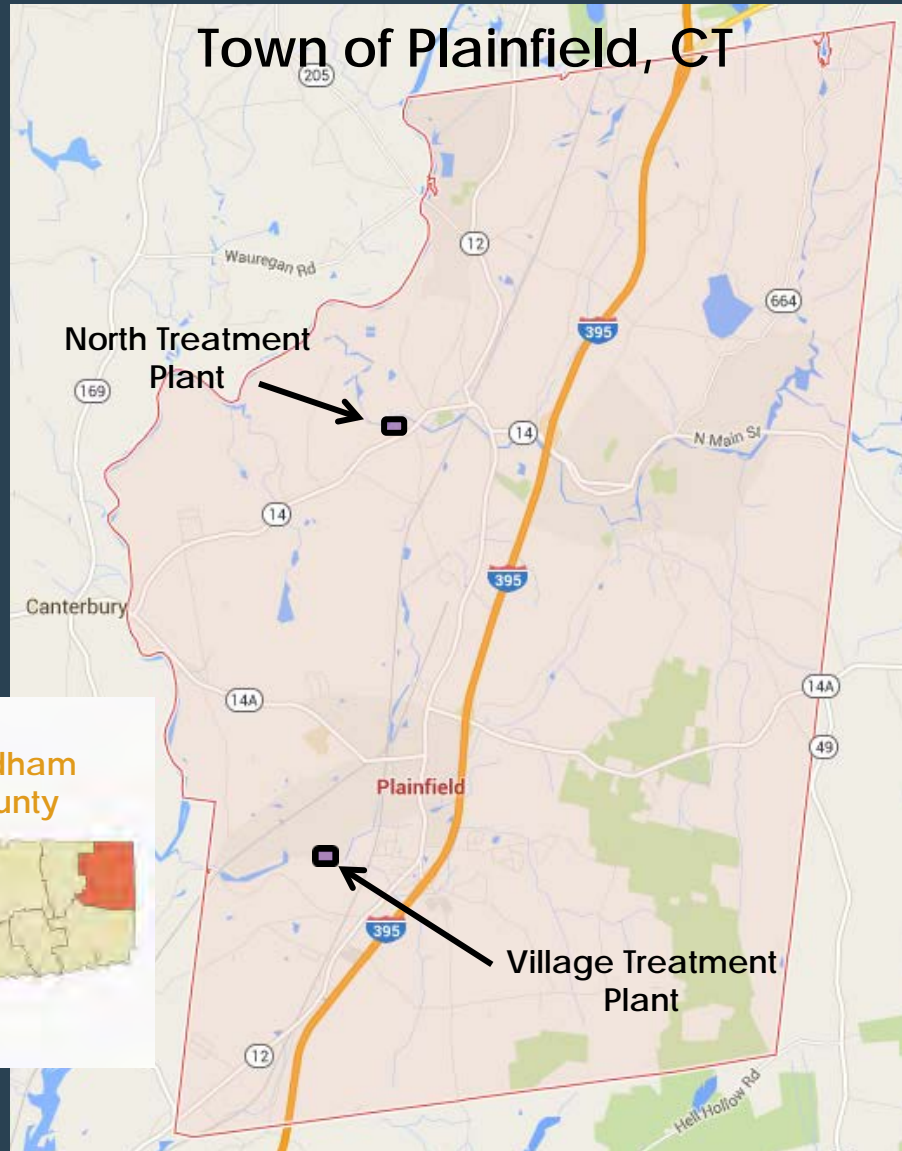 Town of Plainfield, CT
205
12
Wauregan Rd
664
395
North Treatment
Plant
169
14
N Main St
14
395
Canterbury
14A
14A
49
dham
unty
Plainfield
395
Village Treatment
Plant
12
Hell Hollow Rd